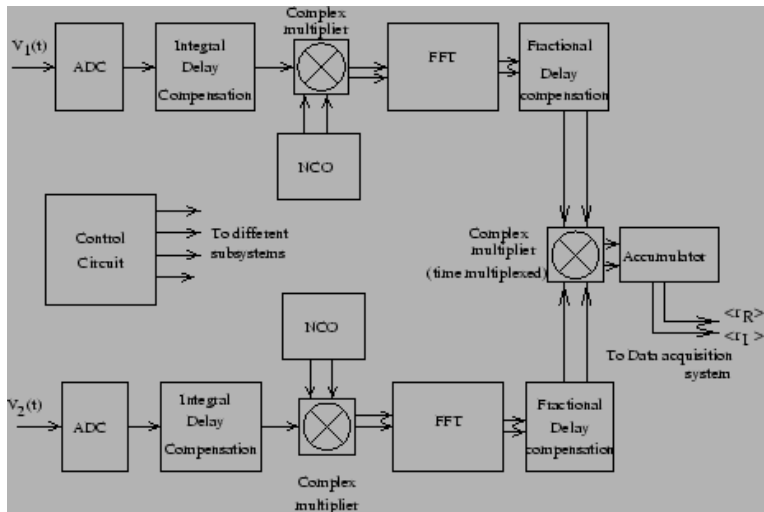 Complex
multiplier
V1(t)
ADC
Integral
Delay
Compensation
FFT
Fractional
Delay
compensation
NCO
Control
Circuit
To different
subsystems
Complex
multiplier
(time multiplexed)
Accumulator
<rR>
<rI>
To Data acquisition
system
NCO
V2(t)
ADC
Integral
Delay
Compensation
FFT
Fractional
Delay
compensation
Complex
multiplier